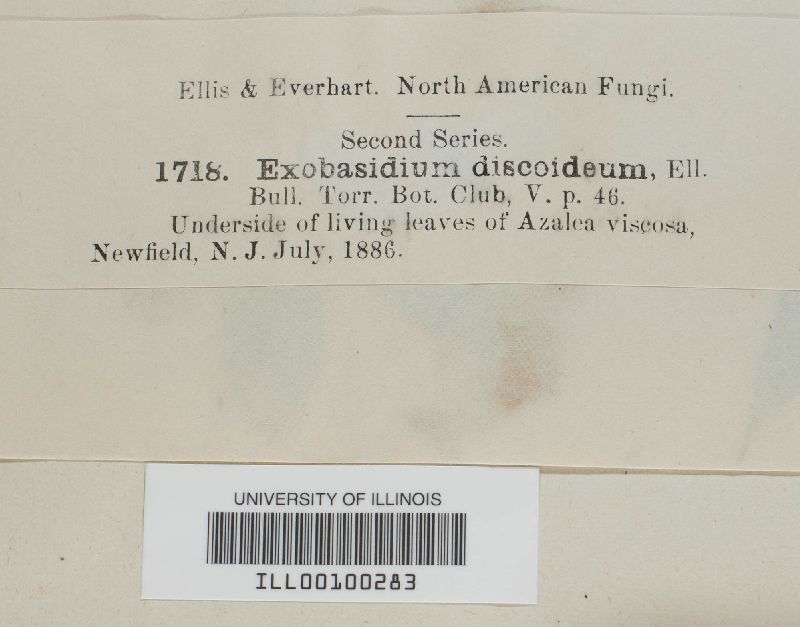 Ellis & Everhart. North American Fungi.
Second Series.
1718. Exobasidium discoideum, Ell.
Bull. Torr. Bot. Club, V. p. 46.
Underside of living leaves of Azalea viscosa,
Newfield, N. J. July, 1886.
UNIVERSITY OF ILLINOIS
ILL00100283